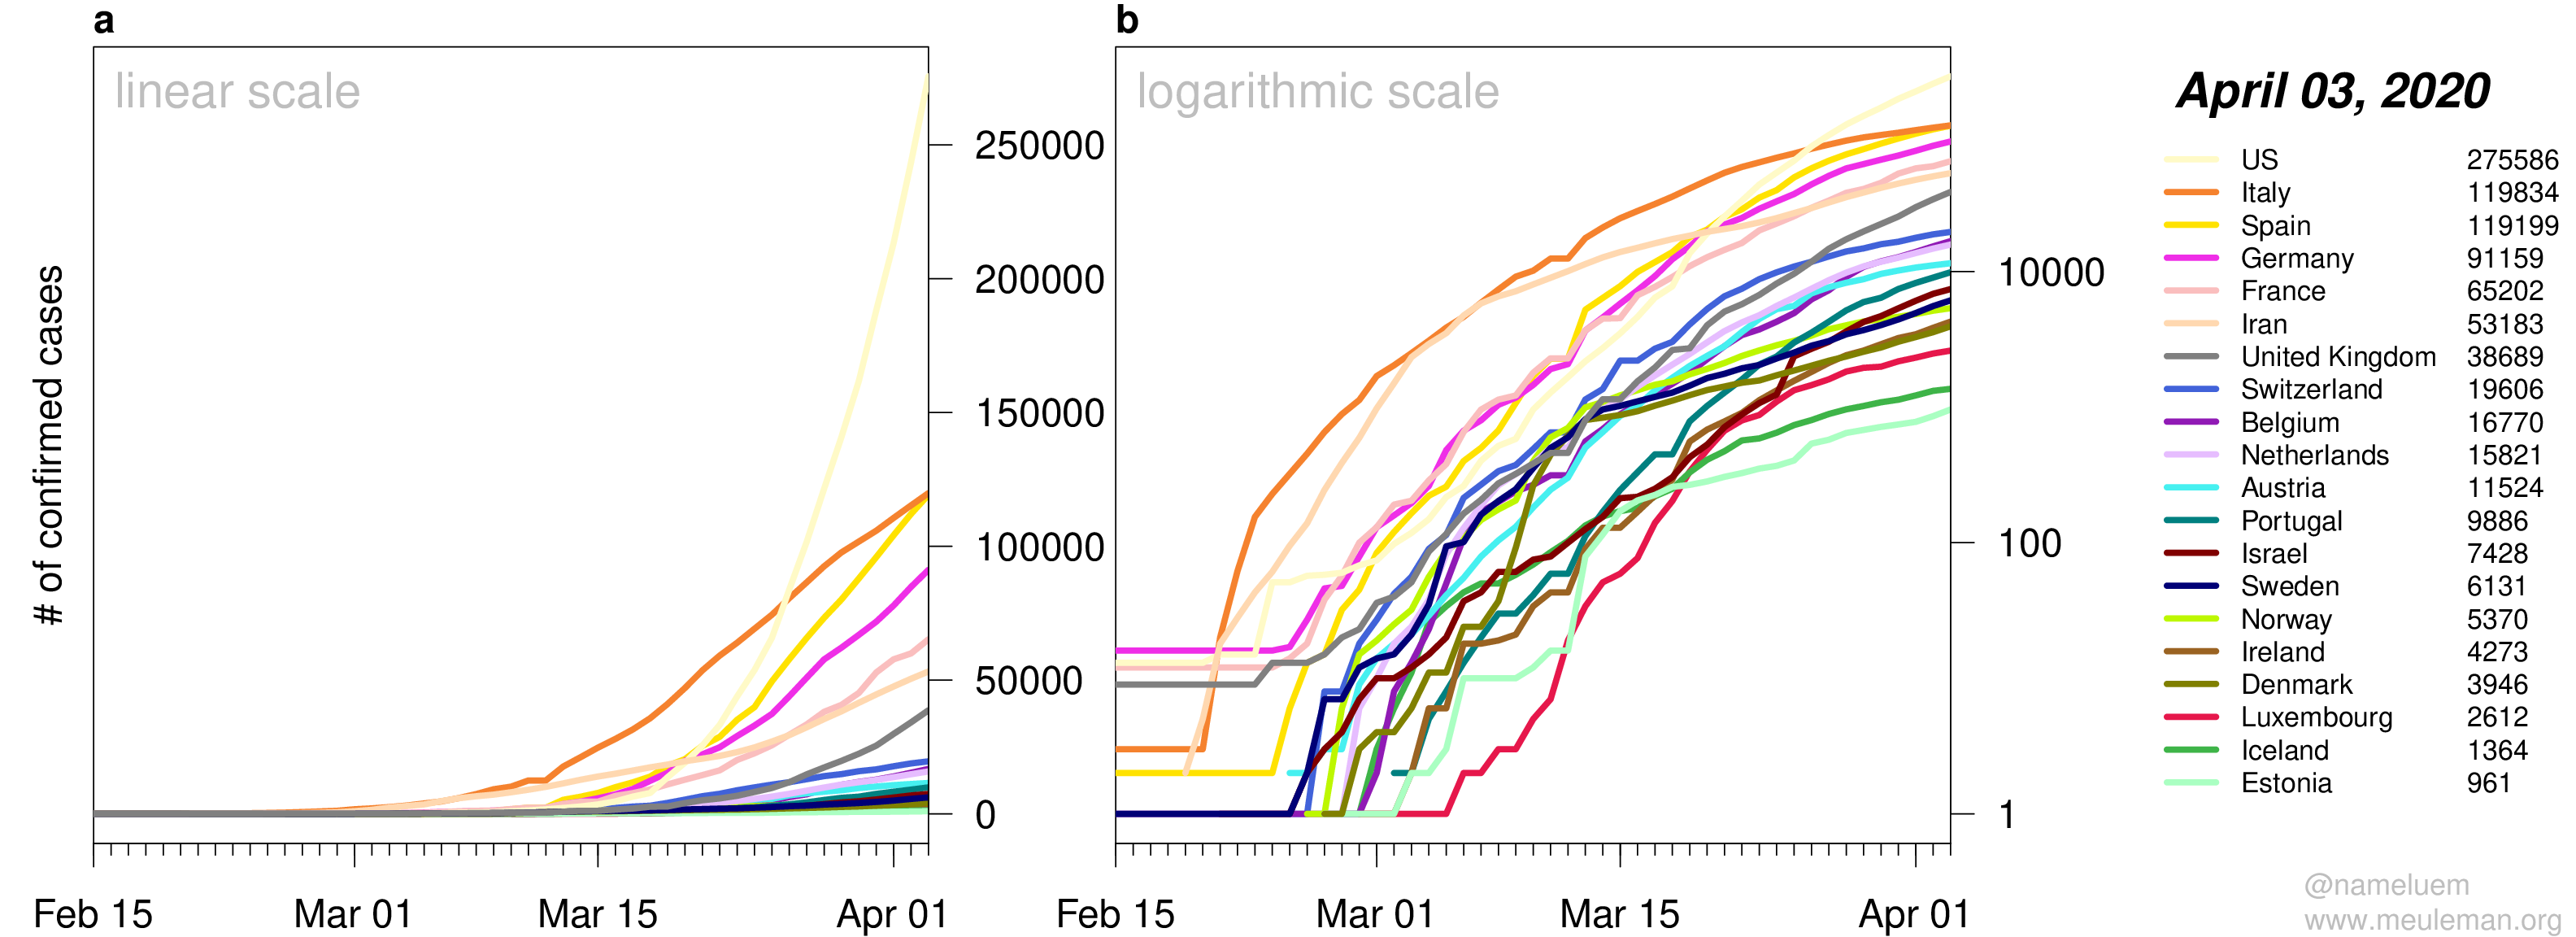 a
linear scale
# of confirmed cases
250000
200000
150000
100000
50000
0
Feb 15
Mar 01
Mar 15
Apr 01
b
logarithmic scale
10000
100
1
Feb 15
Mar 01
Mar 15
Apr 01
April 03, 2020
US 275586
Italy 119834
Spain 119199
Germany 91159
France 65202
Iran 53183
United Kingdom 38689
Switzerland 19606
Belgium 16770
Netherlands 15821
Austria 11524
Portugal 9886
Israel 7428
Sweden 6131
Norway 5370
Ireland 4273
Denmark 3946
Luxembourg 2612
Iceland 1364
Estonia 961
@nameluem
www.meuleman.org